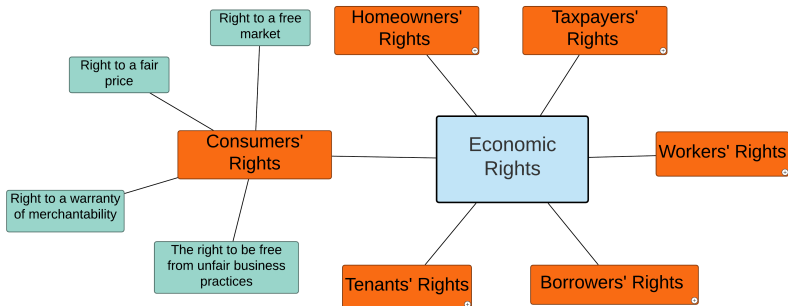 Right to a free
market
Homeowners'
Rights
Taxpayers'
Rights
Right to a fair
price
Consumers'
Rights
Economic
Rights
Workers' Rights
Right to a warranty
of merchantability
The right to be free
from unfair business
practices
Tenants' Rights
Borrowers' Rights